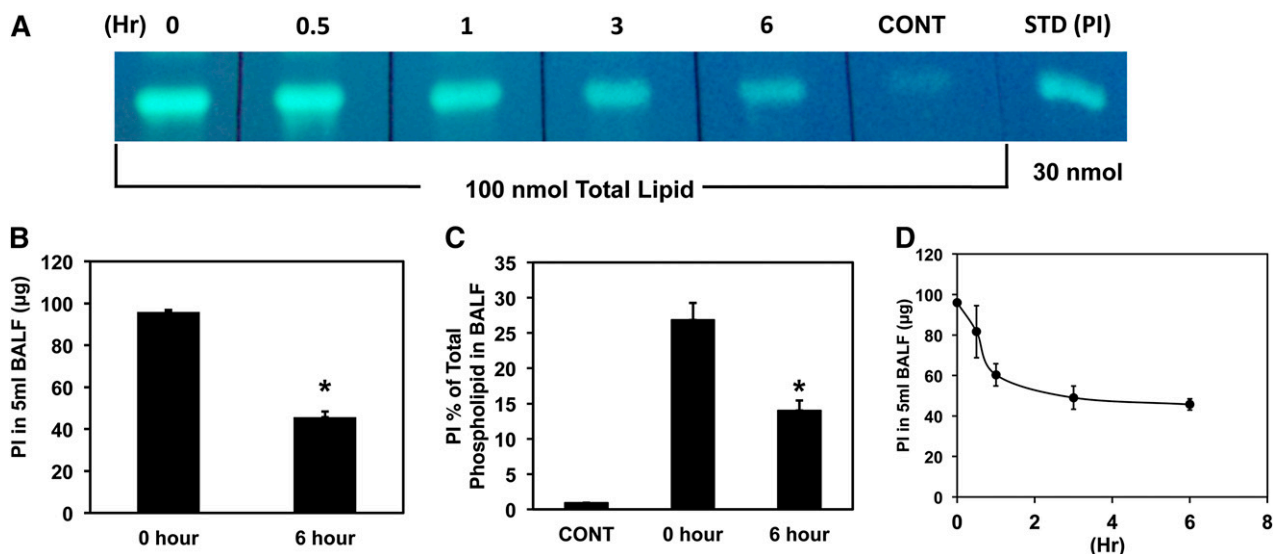 A (Hr) 0 0.5 1 3 6 CONT STD (PI)
100 nmol Total Lipid 30 nmol
B
PI in 5ml BALF (µg)
120
100
80
60
40
20
0
*
0 hour 6 hour
C
PI % of Total
Phospholipid in BALF
40
35
30
25
20
15
10
5
0
*
CONT 0 hour 6 hour
D
PI in 5ml BALF (µg)
120
100
80
60
40
20
0
0 2 4 6 8
(Hr)